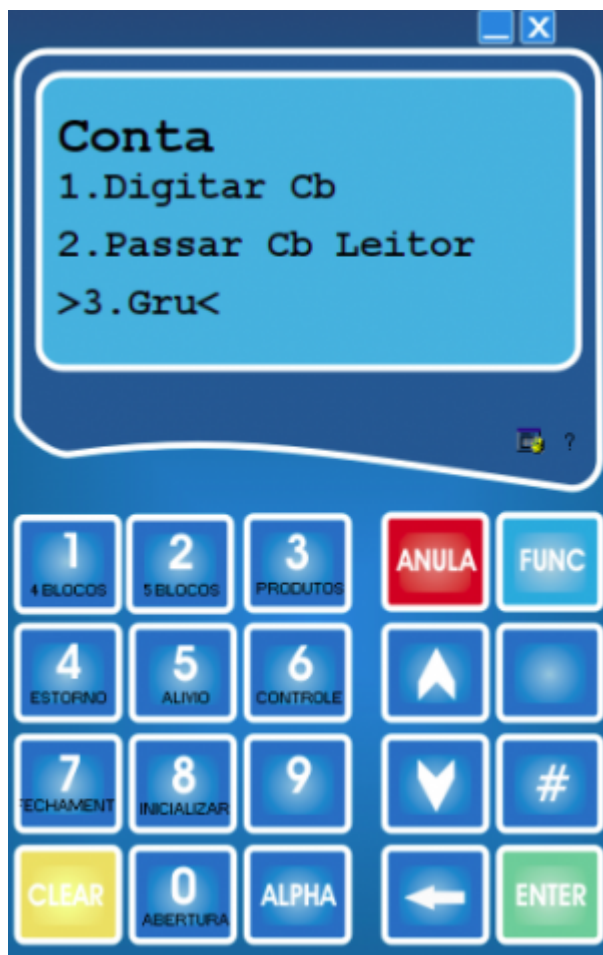 Conta
1.Digitar Cb
2.Passar Cb Leitor
>3.Gru<
?
1 2 3 ANULA FUNC
4 BLOCOS 5 BLOCOS PRODUTOS
4 5 6
ESTORNO ALIVIO CONTROLE
7 8 9 #
FECHAMENT INICIALIZAR
CLEAR 0 ALPHA ENTER
ABERTURA